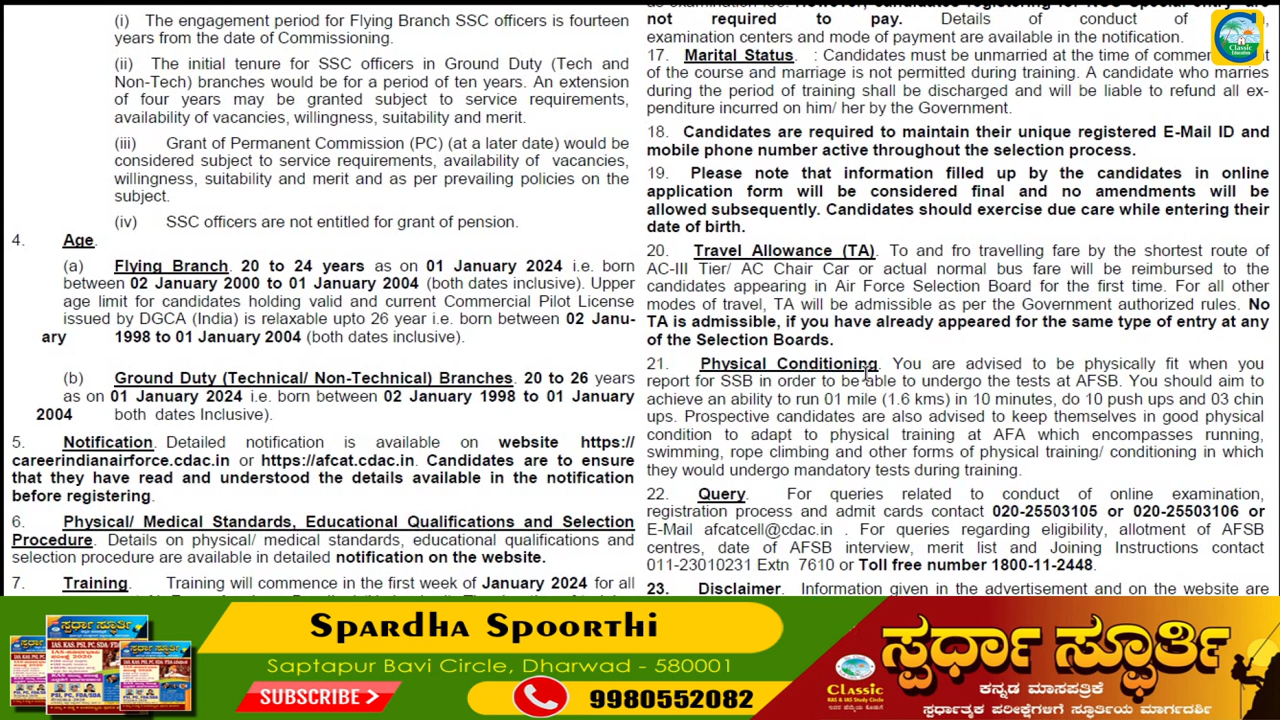 (i) The engagement period for Flying Branch SSC officers is fourteen
years from the date of Commissioning.
(ii) The initial tenure for SSC officers in Ground Duty (Tech and
Non-Tech) branches would be for a period of ten years. An extension
of four years may be granted subject to service requirements,
availability of vacancies, willingness, suitability and merit.
(iii) Grant of Permanent Commission (PC) (at a later date) would be
considered subject to service requirements, availability of vacancies,
willingness, suitability and merit and as per prevailing policies on the
subject.
(iv) SSC officers are not entitled for grant of pension.
4. Age.
(a) Flying Branch. 20 to 24 years as on 01 January 2024 i.e. born
between 02 January 2000 to 01 January 2004 (both dates inclusive). Upper
age limit for candidates holding valid and current Commercial Pilot License
issued by DGCA (India) is relaxable upto 26 year i.e. born between 02 Janu-
ary 1998 to 01 January 2004 (both dates inclusive).
(b) Ground Duty (Technical/ Non-Technical) Branches. 20 to 26 years
as on 01 January 2024 i.e. born between 02 January 1998 to 01 January
2004 both dates Inclusive).
5. Notification. Detailed notification is available on website https://
careerindianairforce.cdac.in or https://afcat.cdac.in. Candidates are to ensure
that they have read and understood the details available in the notification
before registering.
6. Physical/ Medical Standards, Educational Qualifications and Selection
Procedure. Details on physical/ medical standards, educational qualifications and
selection procedure are available in detailed notification on the website.
7. Training. Training will commence in the first week of January 2024 for all
not required to pay. Details of conduct of
examination centers and mode of payment are available in the notification.
17. Marital Status. : Candidates must be unmarried at the time of
of the course and marriage is not permitted during training. A candidate who marries
during the period of training shall be discharged and will be liable to refund all ex-
penditure incurred on him/ her by the Government.
18. Candidates are required to maintain their unique registered E-Mail ID and
mobile phone number active throughout the selection process.
19. Please note that information filled up by the candidates in online
application form will be considered final and no amendments will be
allowed subsequently. Candidates should exercise due care while entering their
date of birth.
20. Travel Allowance (TA). To and fro travelling fare by the shortest route of
AC-III Tier/ AC Chair Car or actual normal bus fare will be reimbursed to the
candidates appearing in Air Force Selection Board for the first time. For all other
modes of travel, TA will be admissible as per the Government authorized rules. No
TA is admissible, if you have already appeared for the same type of entry at any
of the Selection Boards.
21. Physical Conditioning. You are advised to be physically fit when you
report for SSB in order to be able to undergo the tests at AFSB. You should aim to
achieve an ability to run 01 mile (1.6 kms) in 10 minutes, do 10 push ups and 03 chin
ups. Prospective candidates are also advised to keep themselves in good physical
condition to adapt to physical training at AFA which encompasses running,
swimming, rope climbing and other forms of physical training/ conditioning in which
they would undergo mandatory tests during training.
22. Query. For queries related to conduct of online examination,
registration process and admit cards contact 020-25503105 or 020-25503106 or
E-Mail afcatcell@cdac.in . For queries regarding eligibility, allotment of AFSB
centres, date of AFSB interview, merit list and Joining Instructions contact
011-23010231 Extn 7610 or Toll free number 1800-11-2448.
23. Disclaimer. Information given in the advertisement and on the website are
Classic
Education
Spardha Spoorthi
Saptapur Bavi Circle, Dharwad - 580001
SUBSCRIBE >
9980552082
ಸ್ಪರ್ಧಾ ಸ್ಫೂರ್ತಿ
Classic
KAS & IAS Study Circle
ಸ್ಪರ್ಧಾ ಸ್ಫೂರ್ತಿ
ಕನ್ನಡ ಮಾಸಪತ್ರಿಕೆ
ಸ್ಪರ್ಧಾತ್ಮಕ ಪರೀಕ್ಷೆಗಳಿಗೆ ಸ್ಫೂರ್ತಿಯ ಮಾರ್ಗದರ್ಶಿ